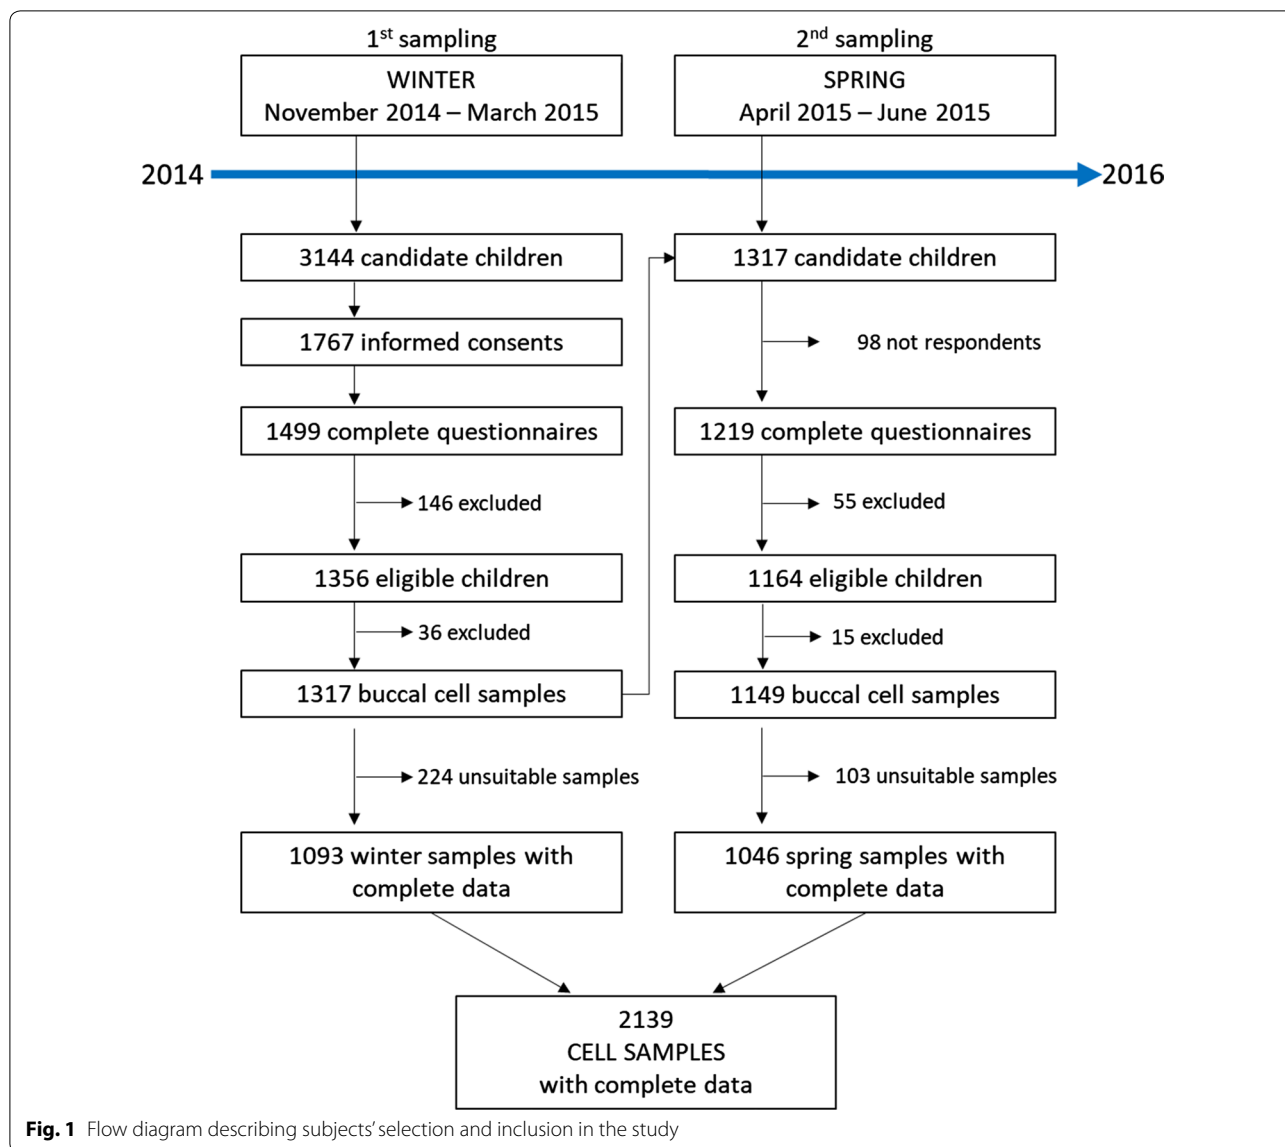 1st sampling
WINTER
November 2014 – March 2015
2nd sampling
SPRING
April 2015 – June 2015
2014
2016
3144 candidate children
1767 informed consents
1499 complete questionnaires
146 excluded
1356 eligible children
36 excluded
1317 buccal cell samples
224 unsuitable samples
1093 winter samples with
complete data
1317 candidate children
98 not respondents
1219 complete questionnaires
55 excluded
1164 eligible children
15 excluded
1149 buccal cell samples
103 unsuitable samples
1046 spring samples with
complete data
2139
CELL SAMPLES
with complete data
Fig. 1 Flow diagram describing subjects’ selection and inclusion in the study